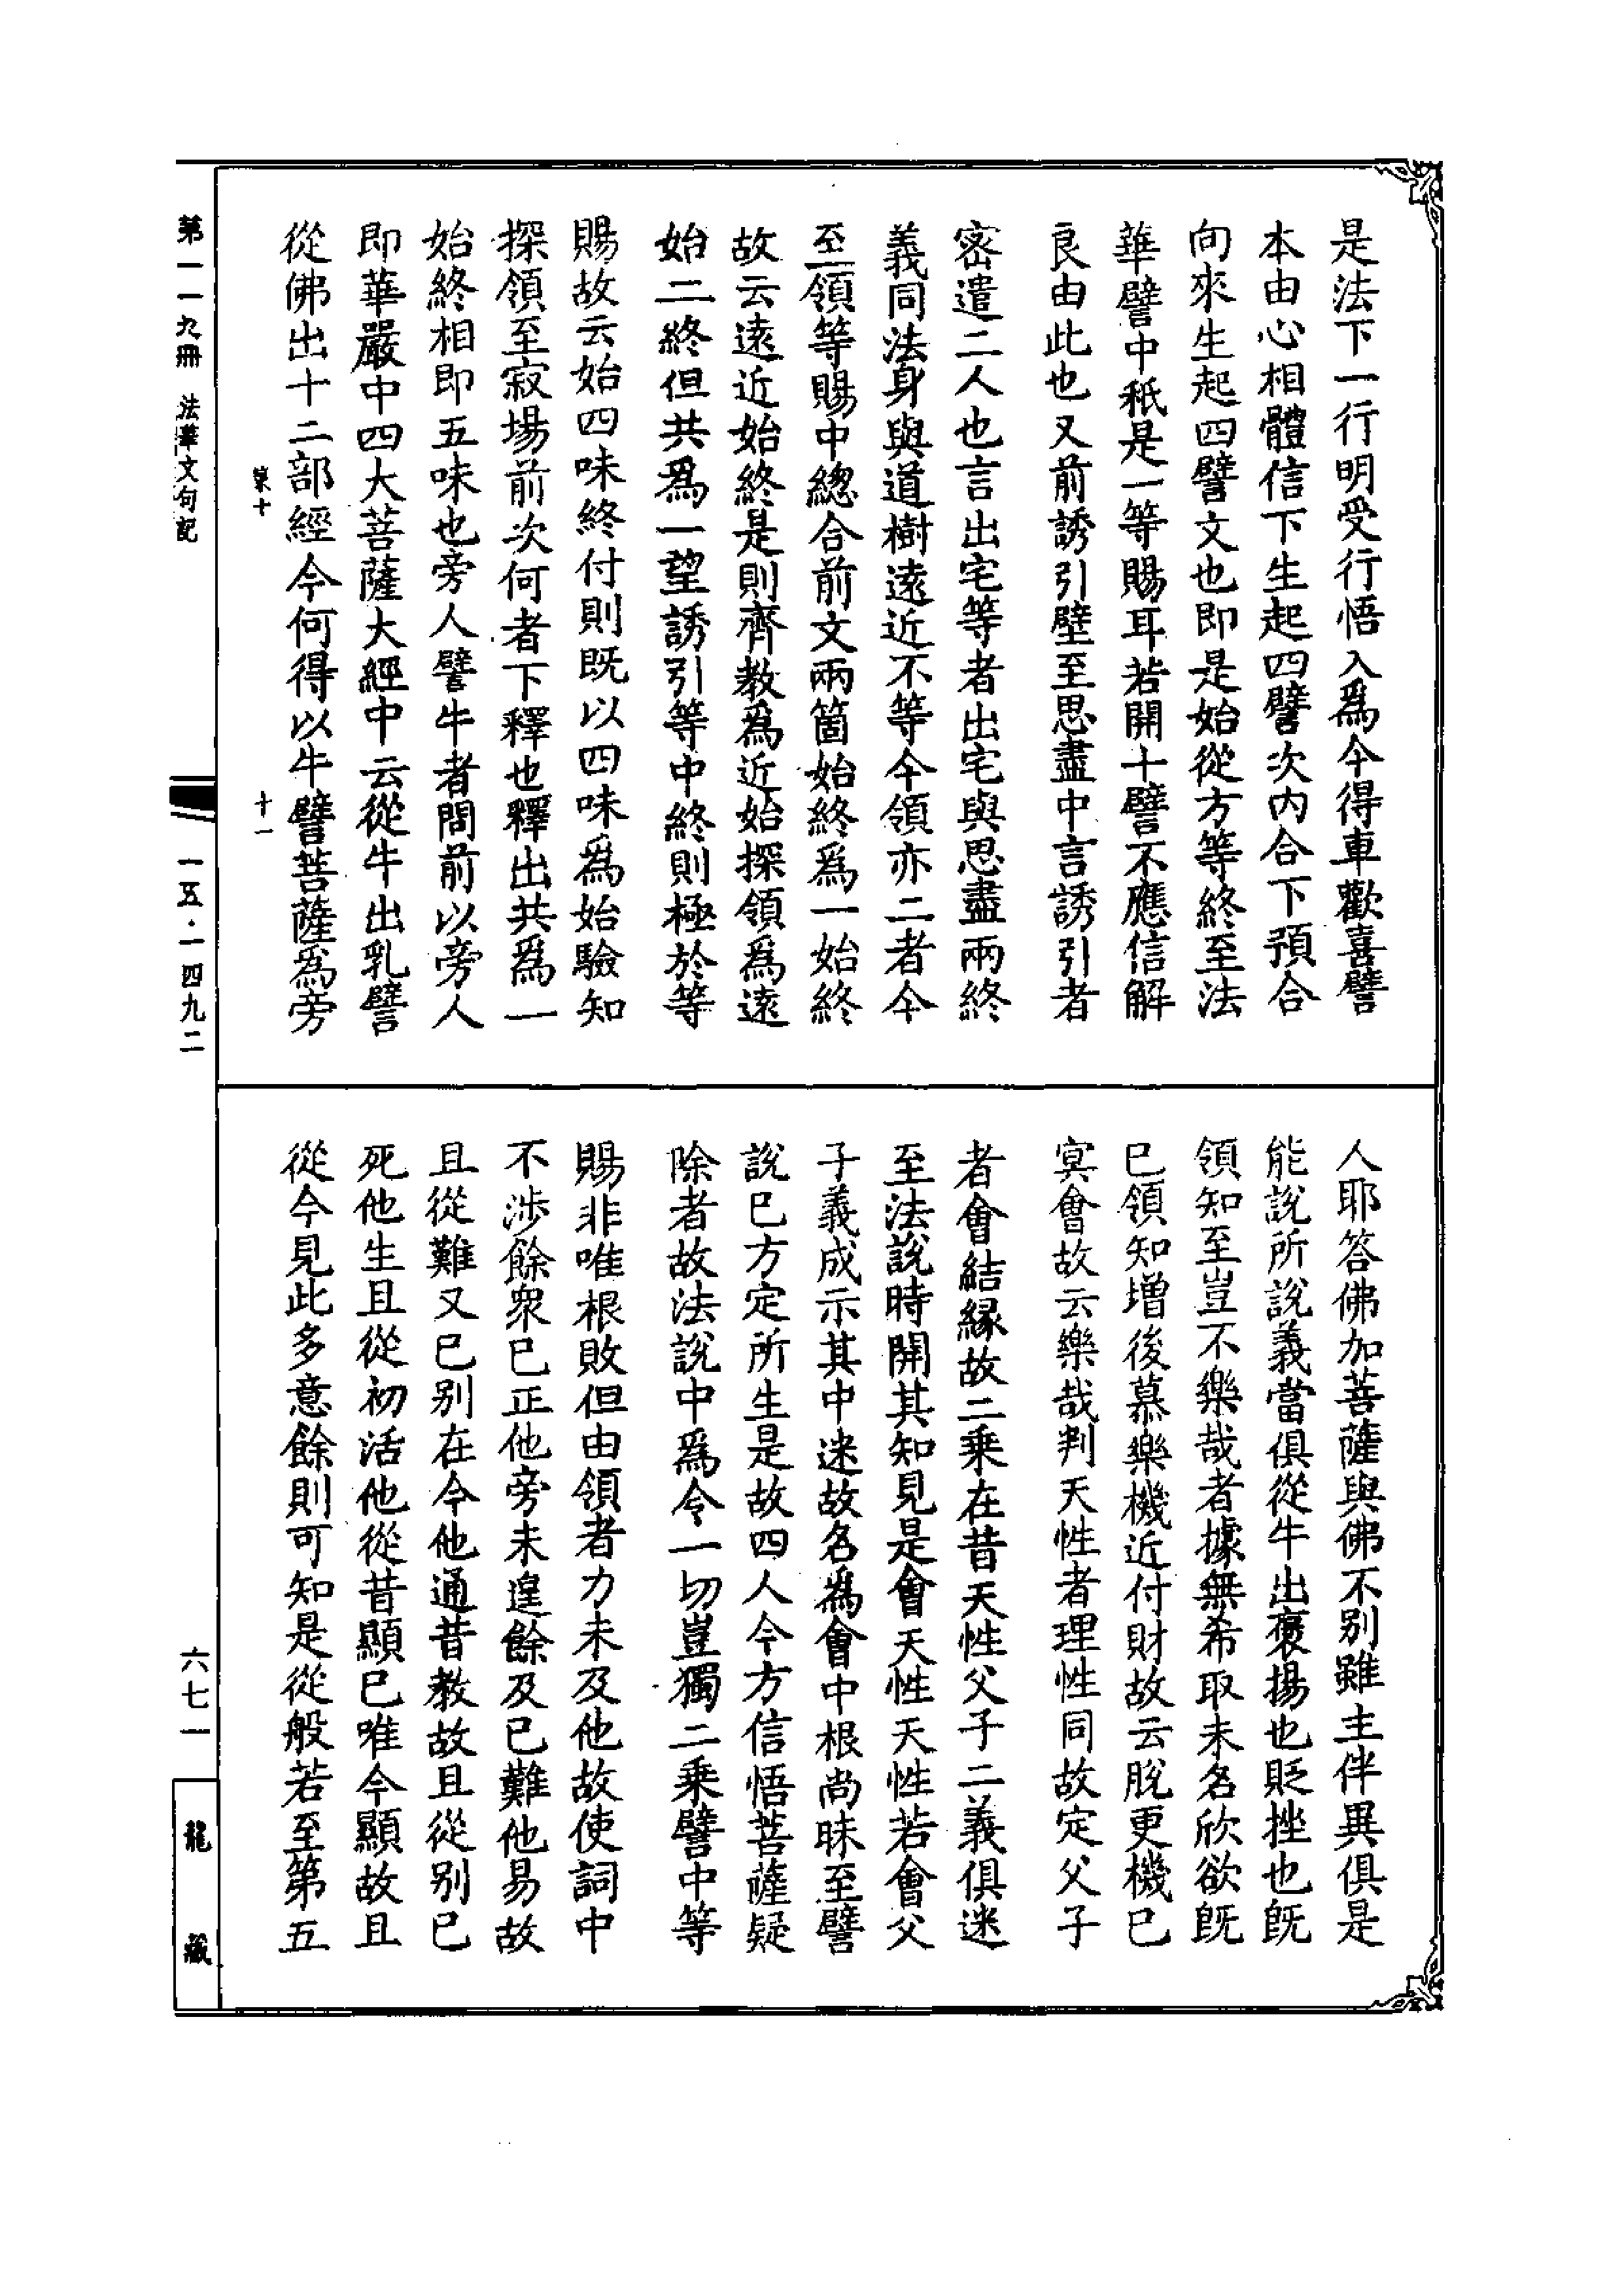 是法下一行明受行悟入爲今得車歡喜譬
本由心相體信下生起四譬次内合下預合
向來生起四譬文也即是始從方等終至法
華譬中秖是一等賜耳若開十譬不應信解
良由此也又前誘引壁至思盡中言誘引者
密遣二人也言出宅等者出宅與思盡兩終
義同法身與道樹遠近不等今領亦二者今
至領等賜中緫合前文兩箇始終爲一始終
故云遠近始終是則齊教爲近始探領爲遠
始二終但共爲一望誘引等中終則極於等
賜故云始四味終付則既以四味爲始驗知
探領至寂場前次何者下釋也釋出共爲一
始終相即五味也旁人譬牛者問前以旁人
即華嚴中四大菩薩大經中云從牛出乳譬
從佛出十二部經今何得以牛譬菩薩爲旁
人耶答佛加菩薩與佛不别雖主伴異俱是
能說所說義當俱從牛出褒揚也貶挫也既
領知至豈不樂哉者據無希取未名欣欲既
已領知增後慕樂機近付財故云脫更機已
冥會故云樂哉判天性者理性同故定父子
者會結縁故二乘在昔天性父子二義俱迷
至法說時開其知見是會天性天性若會父
子義成示其中迷故名爲會中根尚昧至譬
說已方定所生是故四人今方信悟菩薩疑
除者故法說中爲令一切豈獨二乘譬中等
賜非唯根敗但由領者力未及他故使詞中
不涉餘衆已正他旁未遑餘及已難他易故
且從難又已别在今他通昔教故且從别已
死他生且從初活他從昔顯已唯今顯故且
從今見此多意餘則可知是從般若至第五
第一一九冊 法華文句記
十一
一五·一四九二
六七一
龍藏